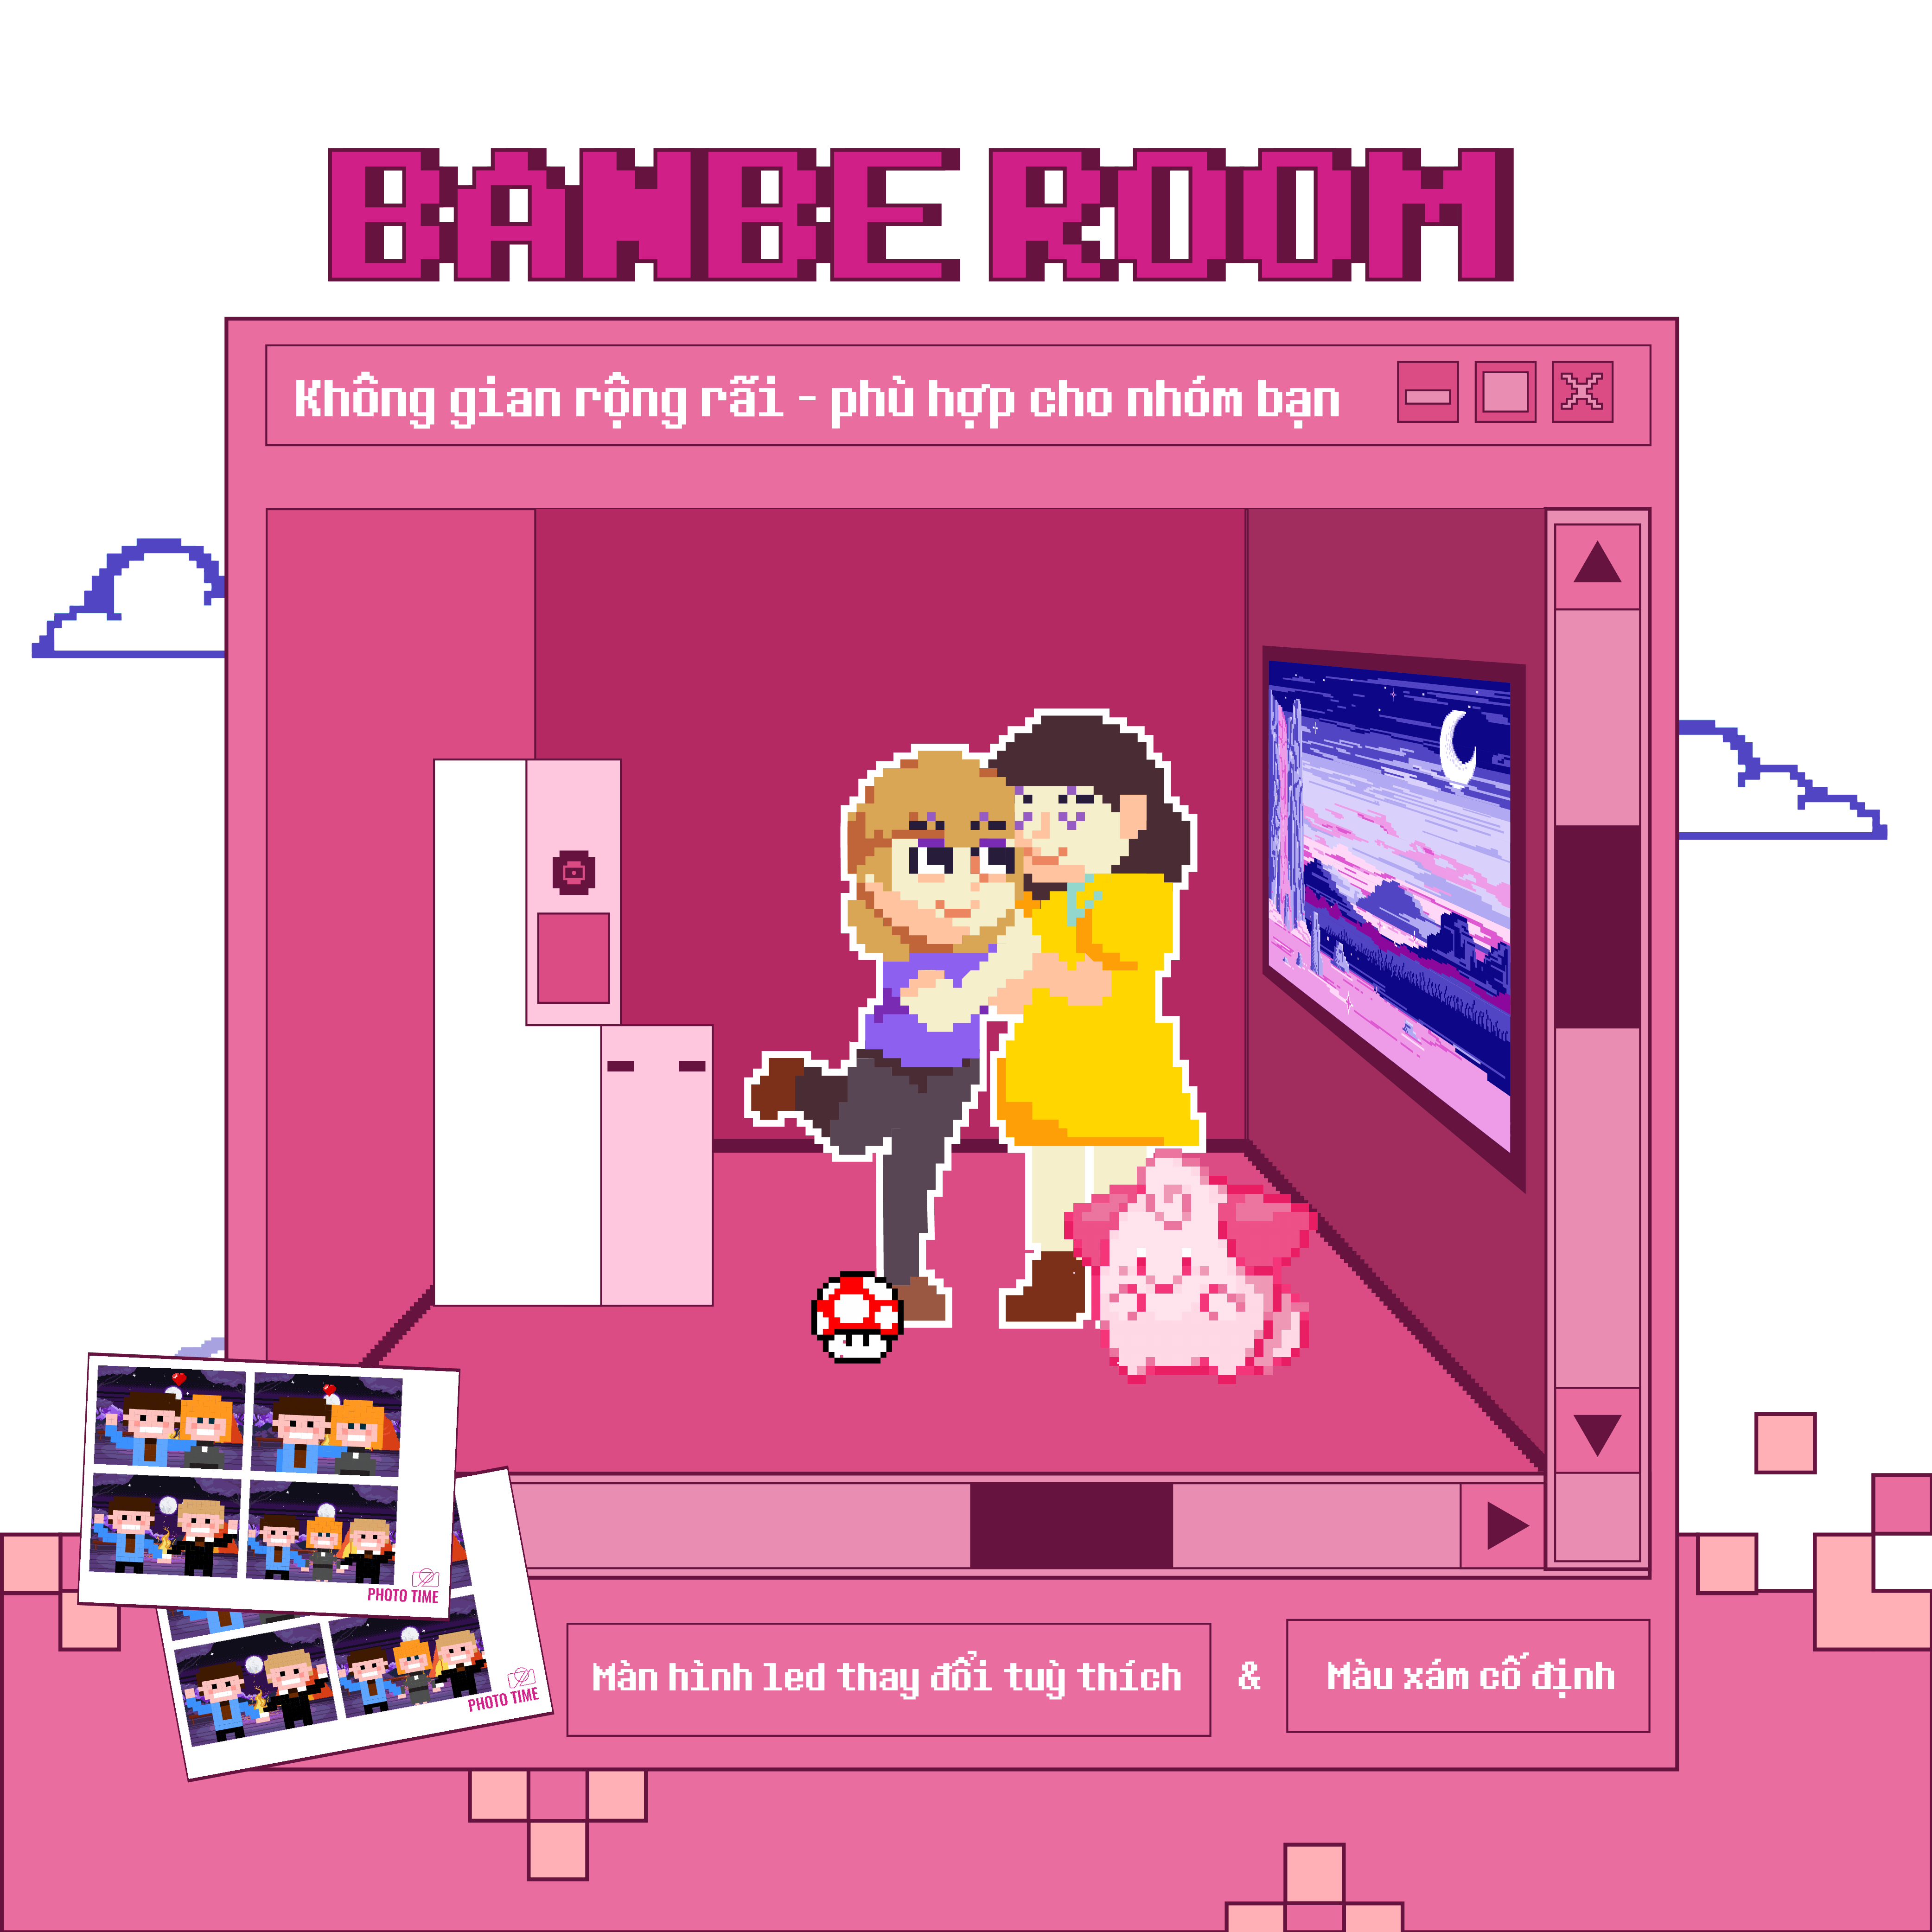 BANBE ROOM
Không gian rộng rãi - phù hợp cho nhóm bạn
PHOTO TIME
PHOTO TIME
Màn hình led thay đổi tuỳ thích & Màu xám cố định